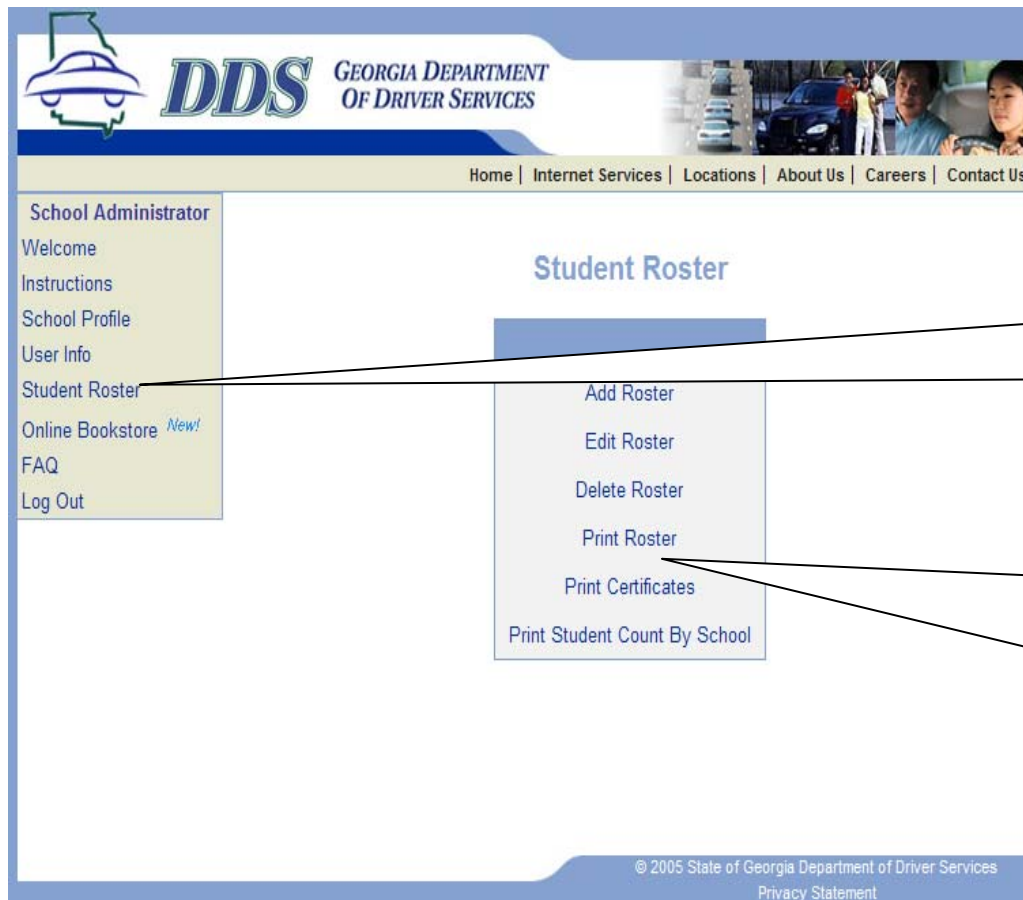 DDS GEORGIA DEPARTMENT
OF DRIVER SERVICES
Home | Internet Services | Locations | About Us | Careers | Contact Us
School Administrator
Welcome
Instructions
School Profile
User Info
Student Roster
Online Bookstore New!
FAQ
Log Out
Student Roster
Add Roster
Edit Roster
Delete Roster
Print Roster
Print Certificates
Print Student Count By School
© 2005 State of Georgia Department of Driver Services
Privacy Statement